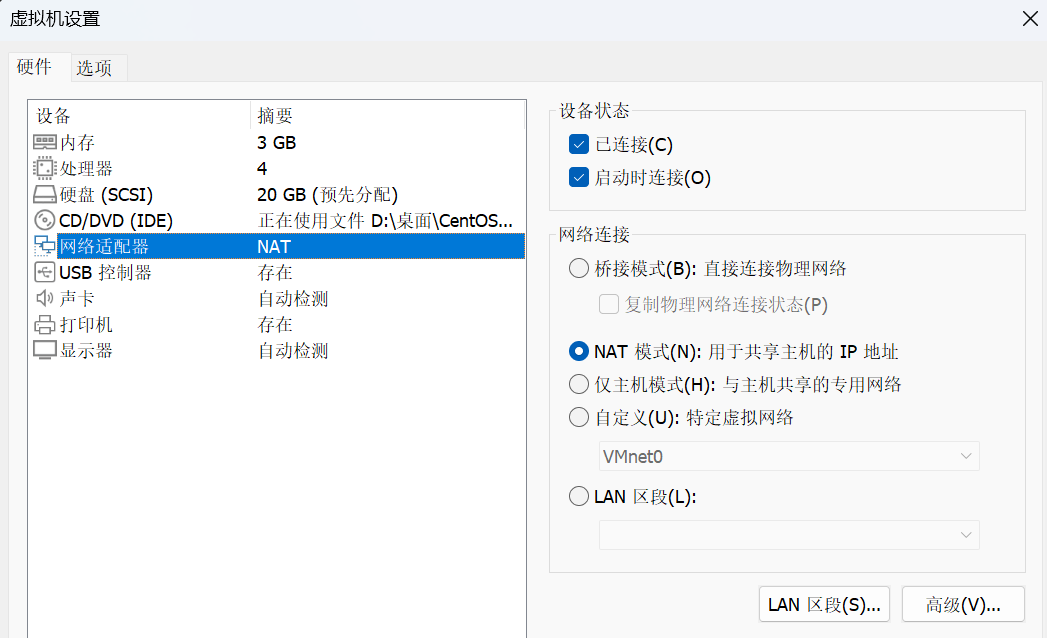 虚拟机设置
硬件 选项
设备 摘要
内存 3 GB
处理器 4
硬盘 (SCSI) 20 GB (预先分配)
CD/DVD (IDE) 正在使用文件 D:\桌面\CentOS...
网络适配器 NAT
USB 控制器 存在
声卡 自动检测
打印机 存在
显示器 自动检测
设备状态
已连接(C)
启动时连接(O)
网络连接
桥接模式(B): 直接连接物理网络
复制物理网络连接状态(P)
NAT 模式(N): 用于共享主机的 IP 地址
仅主机模式(H): 与主机共享的专用网络
自定义(U): 特定虚拟网络
VMnet0
LAN 区段(L):
LAN 区段(S)... 高级(V)...